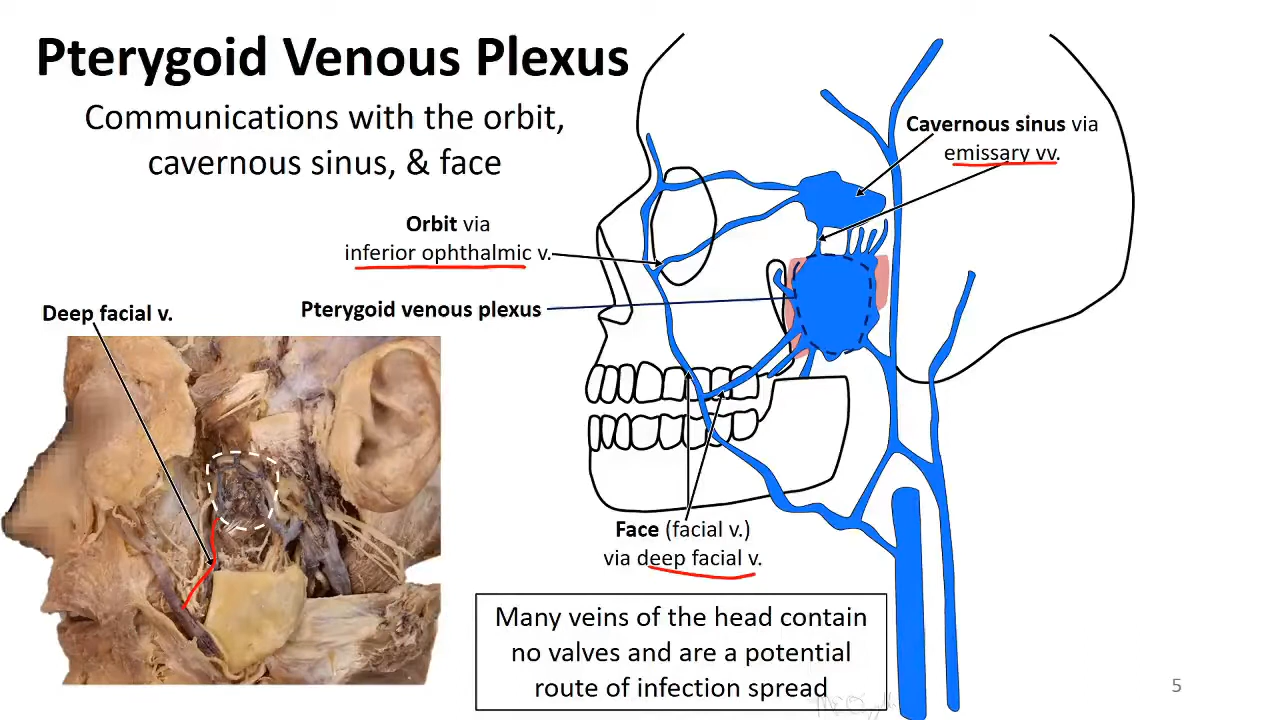 Pterygoid Venous Plexus
Communications with the orbit,
cavernous sinus, & face
Cavernous sinus via
emissary vv.
Orbit via
inferior ophthalmic v.
Pterygoid venous plexus
Deep facial v.
Face (facial v.)
via deep facial v.
Many veins of the head contain
no valves and are a potential
route of infection spread
5